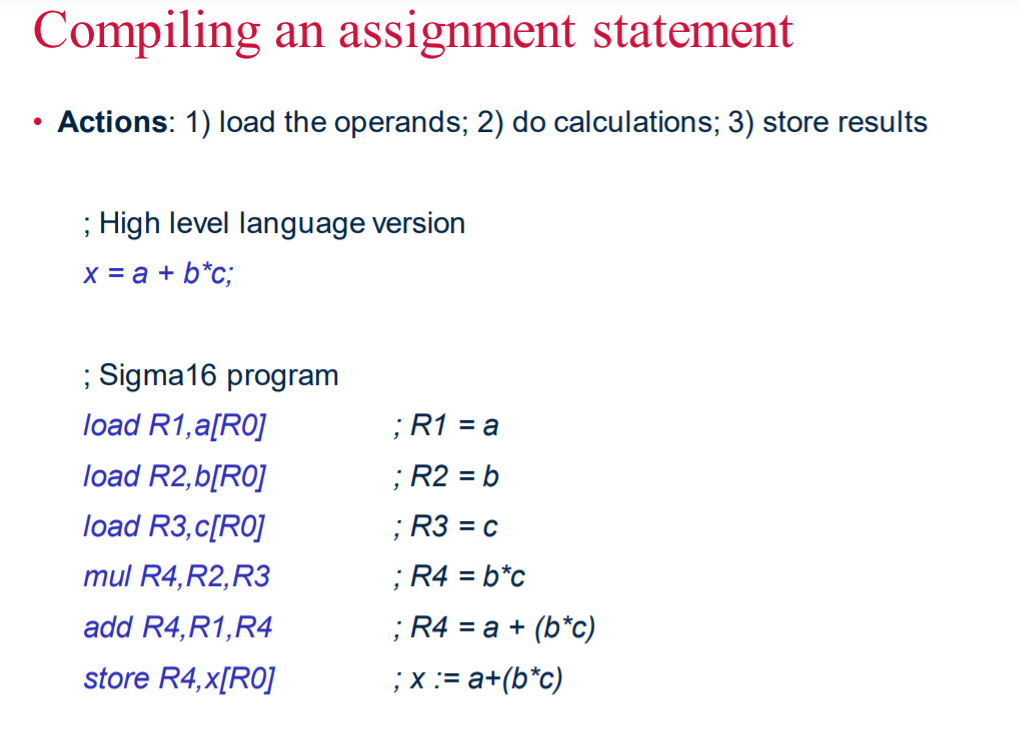 Compiling an assignment statement
• Actions: 1) load the operands; 2) do calculations; 3) store results
; High level language version
x = a + b*c;
; Sigma16 program
load R1,a[R0] ; R1 = a
load R2,b[R0] ; R2 = b
load R3,c[R0] ; R3 = c
mul R4,R2,R3 ; R4 = b*c
add R4,R1,R4 ; R4 = a + (b*c)
store R4,x[R0] ; x := a+(b*c)